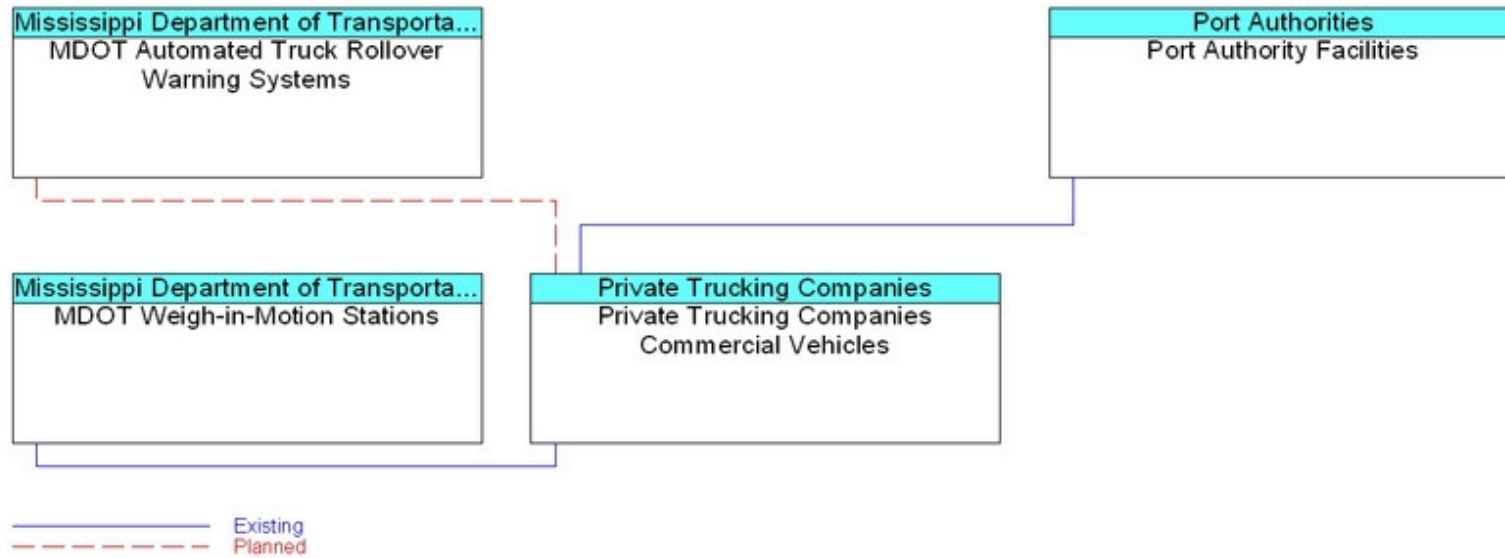 Mississippi Department of Transporta...
MDOT Automated Truck Rollover
Warning Systems
Port Authorities
Port Authority Facilities
Mississippi Department of Transporta...
MDOT Weigh-in-Motion Stations
Private Trucking Companies
Private Trucking Companies
Commercial Vehicles
Existing
Planned